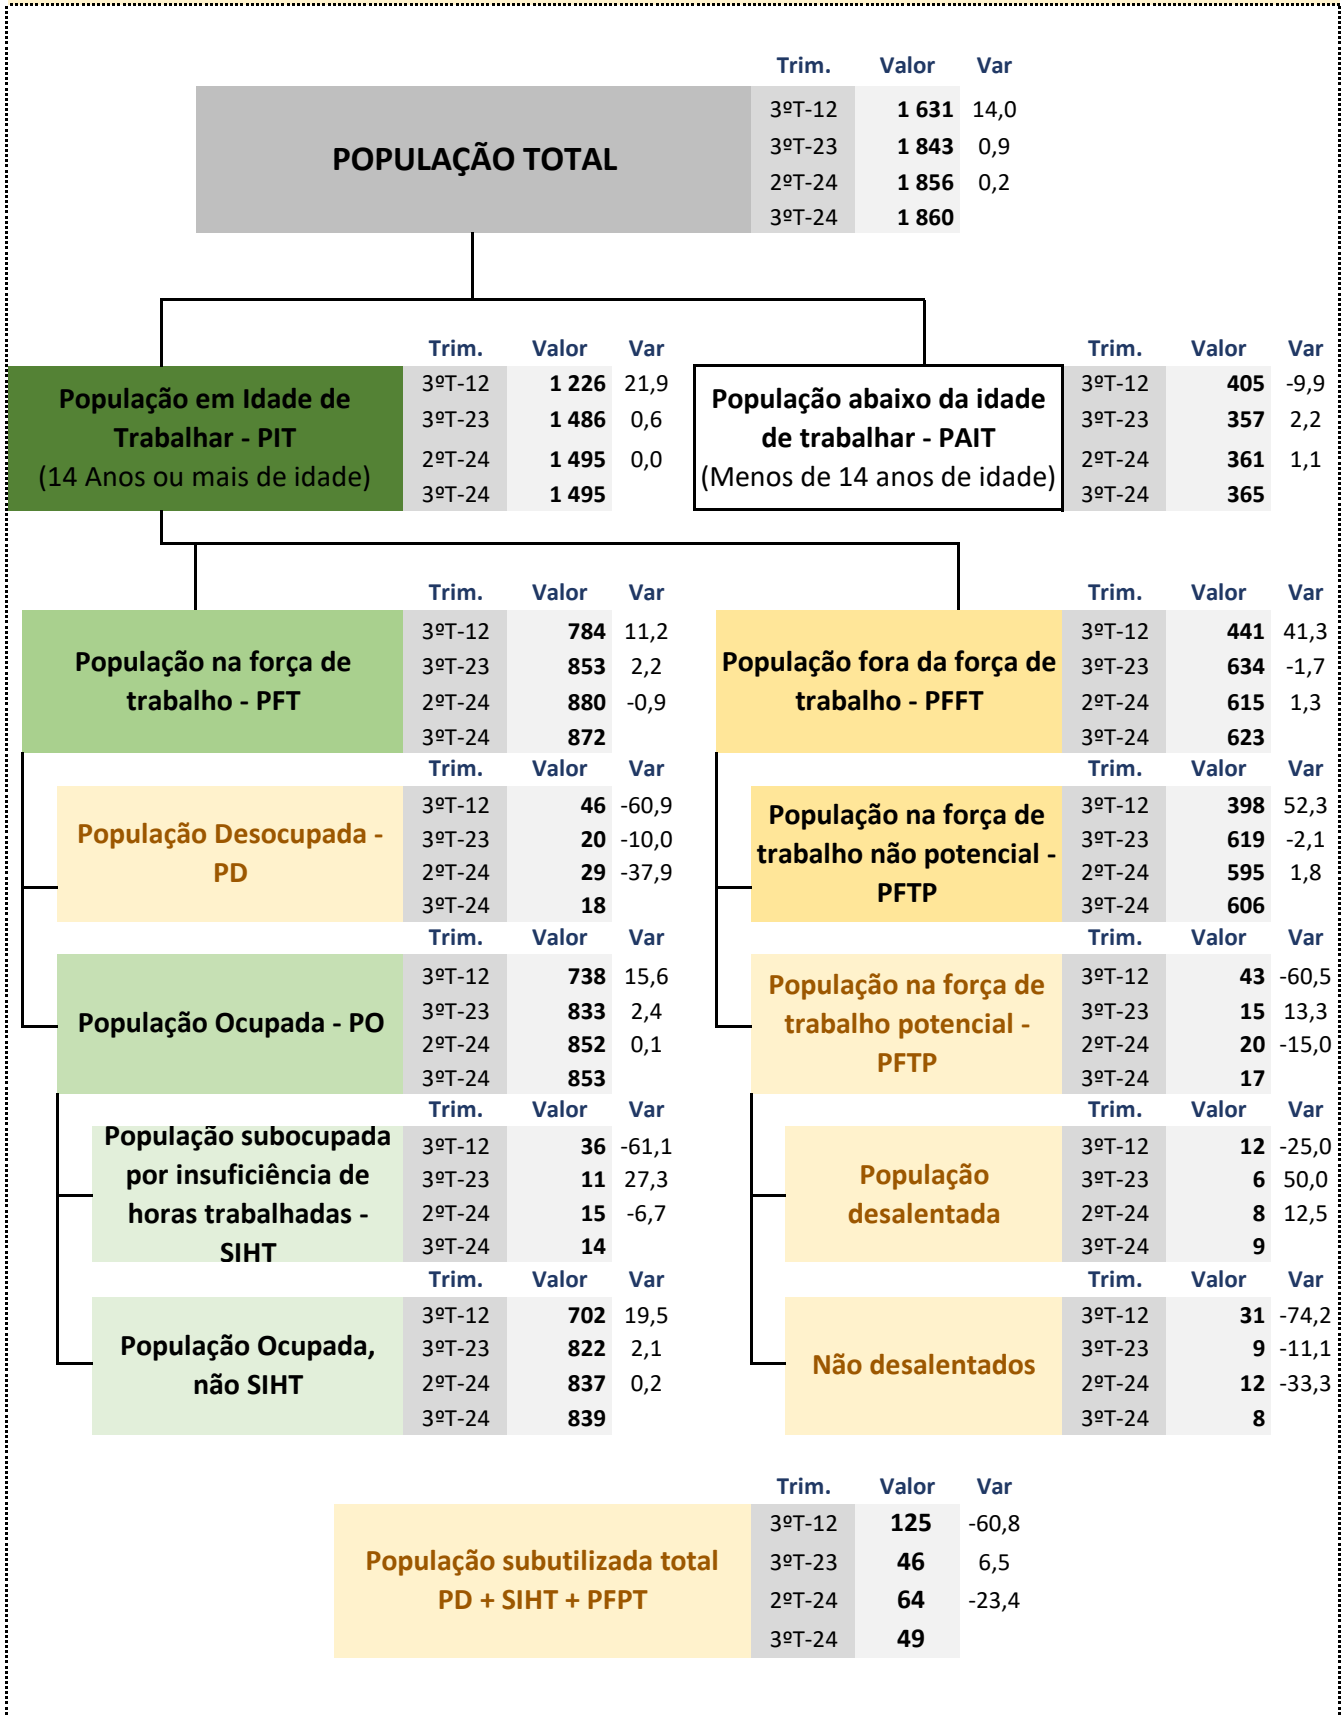 Trim. Valor Var
POPULAÇÃO TOTAL
3ºT-12 1 631 14,0
3ºT-23 1 843 0,9
2ºT-24 1 856 0,2
3ºT-24 1 860
Trim. Valor Var
População em Idade de
Trabalhar - PIT
(14 Anos ou mais de idade)
3ºT-12 1 226 21,9
3ºT-23 1 486 0,6
2ºT-24 1 495 0,0
3ºT-24 1 495
Trim. Valor Var
População abaixo da idade
de trabalhar - PAIT
(Menos de 14 anos de idade)
3ºT-12 405 -9,9
3ºT-23 357 2,2
2ºT-24 361 1,1
3ºT-24 365
Trim. Valor Var
População na força de
trabalho - PFT
3ºT-12 784 11,2
3ºT-23 853 2,2
2ºT-24 880 -0,9
3ºT-24 872
Trim. Valor Var
População fora da força de
trabalho - PFFT
3ºT-12 441 41,3
3ºT-23 634 -1,7
2ºT-24 615 1,3
3ºT-24 623
Trim. Valor Var
População Desocupada -
PD
3ºT-12 46 -60,9
3ºT-23 20 -10,0
2ºT-24 29 -37,9
3ºT-24 18
Trim. Valor Var
População na força de
trabalho não potencial -
PFTP
3ºT-12 398 52,3
3ºT-23 619 -2,1
2ºT-24 595 1,8
3ºT-24 606
Trim. Valor Var
População Ocupada - PO
3ºT-12 738 15,6
3ºT-23 833 2,4
2ºT-24 852 0,1
3ºT-24 853
Trim. Valor Var
População na força de
trabalho potencial -
PFTP
3ºT-12 43 -60,5
3ºT-23 15 13,3
2ºT-24 20 -15,0
3ºT-24 17
Trim. Valor Var
População subocupada
por insuficiência de
horas trabalhadas -
SIHT
3ºT-12 36 -61,1
3ºT-23 11 27,3
2ºT-24 15 -6,7
3ºT-24 14
Trim. Valor Var
População
desalentada
3ºT-12 12 -25,0
3ºT-23 6 50,0
2ºT-24 8 12,5
3ºT-24 9
Trim. Valor Var
População Ocupada,
não SIHT
3ºT-12 702 19,5
3ºT-23 822 2,1
2ºT-24 837 0,2
3ºT-24 839
Trim. Valor Var
Não desalentados
3ºT-12 31 -74,2
3ºT-23 9 -11,1
2ºT-24 12 -33,3
3ºT-24 8
Trim. Valor Var
População subutilizada total
PD + SIHT + PFPT
3ºT-12 125 -60,8
3ºT-23 46 6,5
2ºT-24 64 -23,4
3ºT-24 49